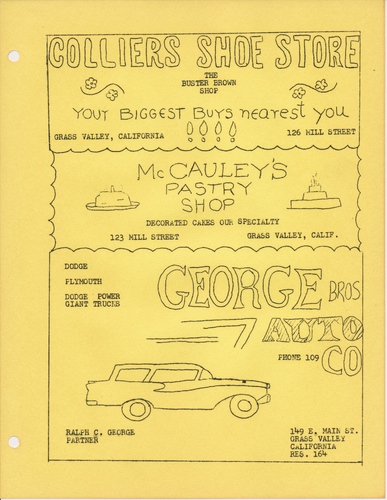 COLLIERS SHOE STORE
THE
BUSTER BROWN
SHOP
YOUR BIGGEST BUYS neaREST you
GRASS VALLEY, CALIFORNIA
126 MILL STREET
McCAULEY'S
PASTRY
SHOP
DECORATED CAKES OUR SPECIALTY
123 MILL STREET
GRASS VALLEY, CALIF.
DODGE
PLYMOUTH
DODGE POWER
GIANT TRUCKS
GEORGE BROS
AUTO
CO
PHONE 109
RALPH C. GEORGE
PARTNER
149 E. MAIN ST.
GRASS VALLEY
CALIFORNIA
RES. 164